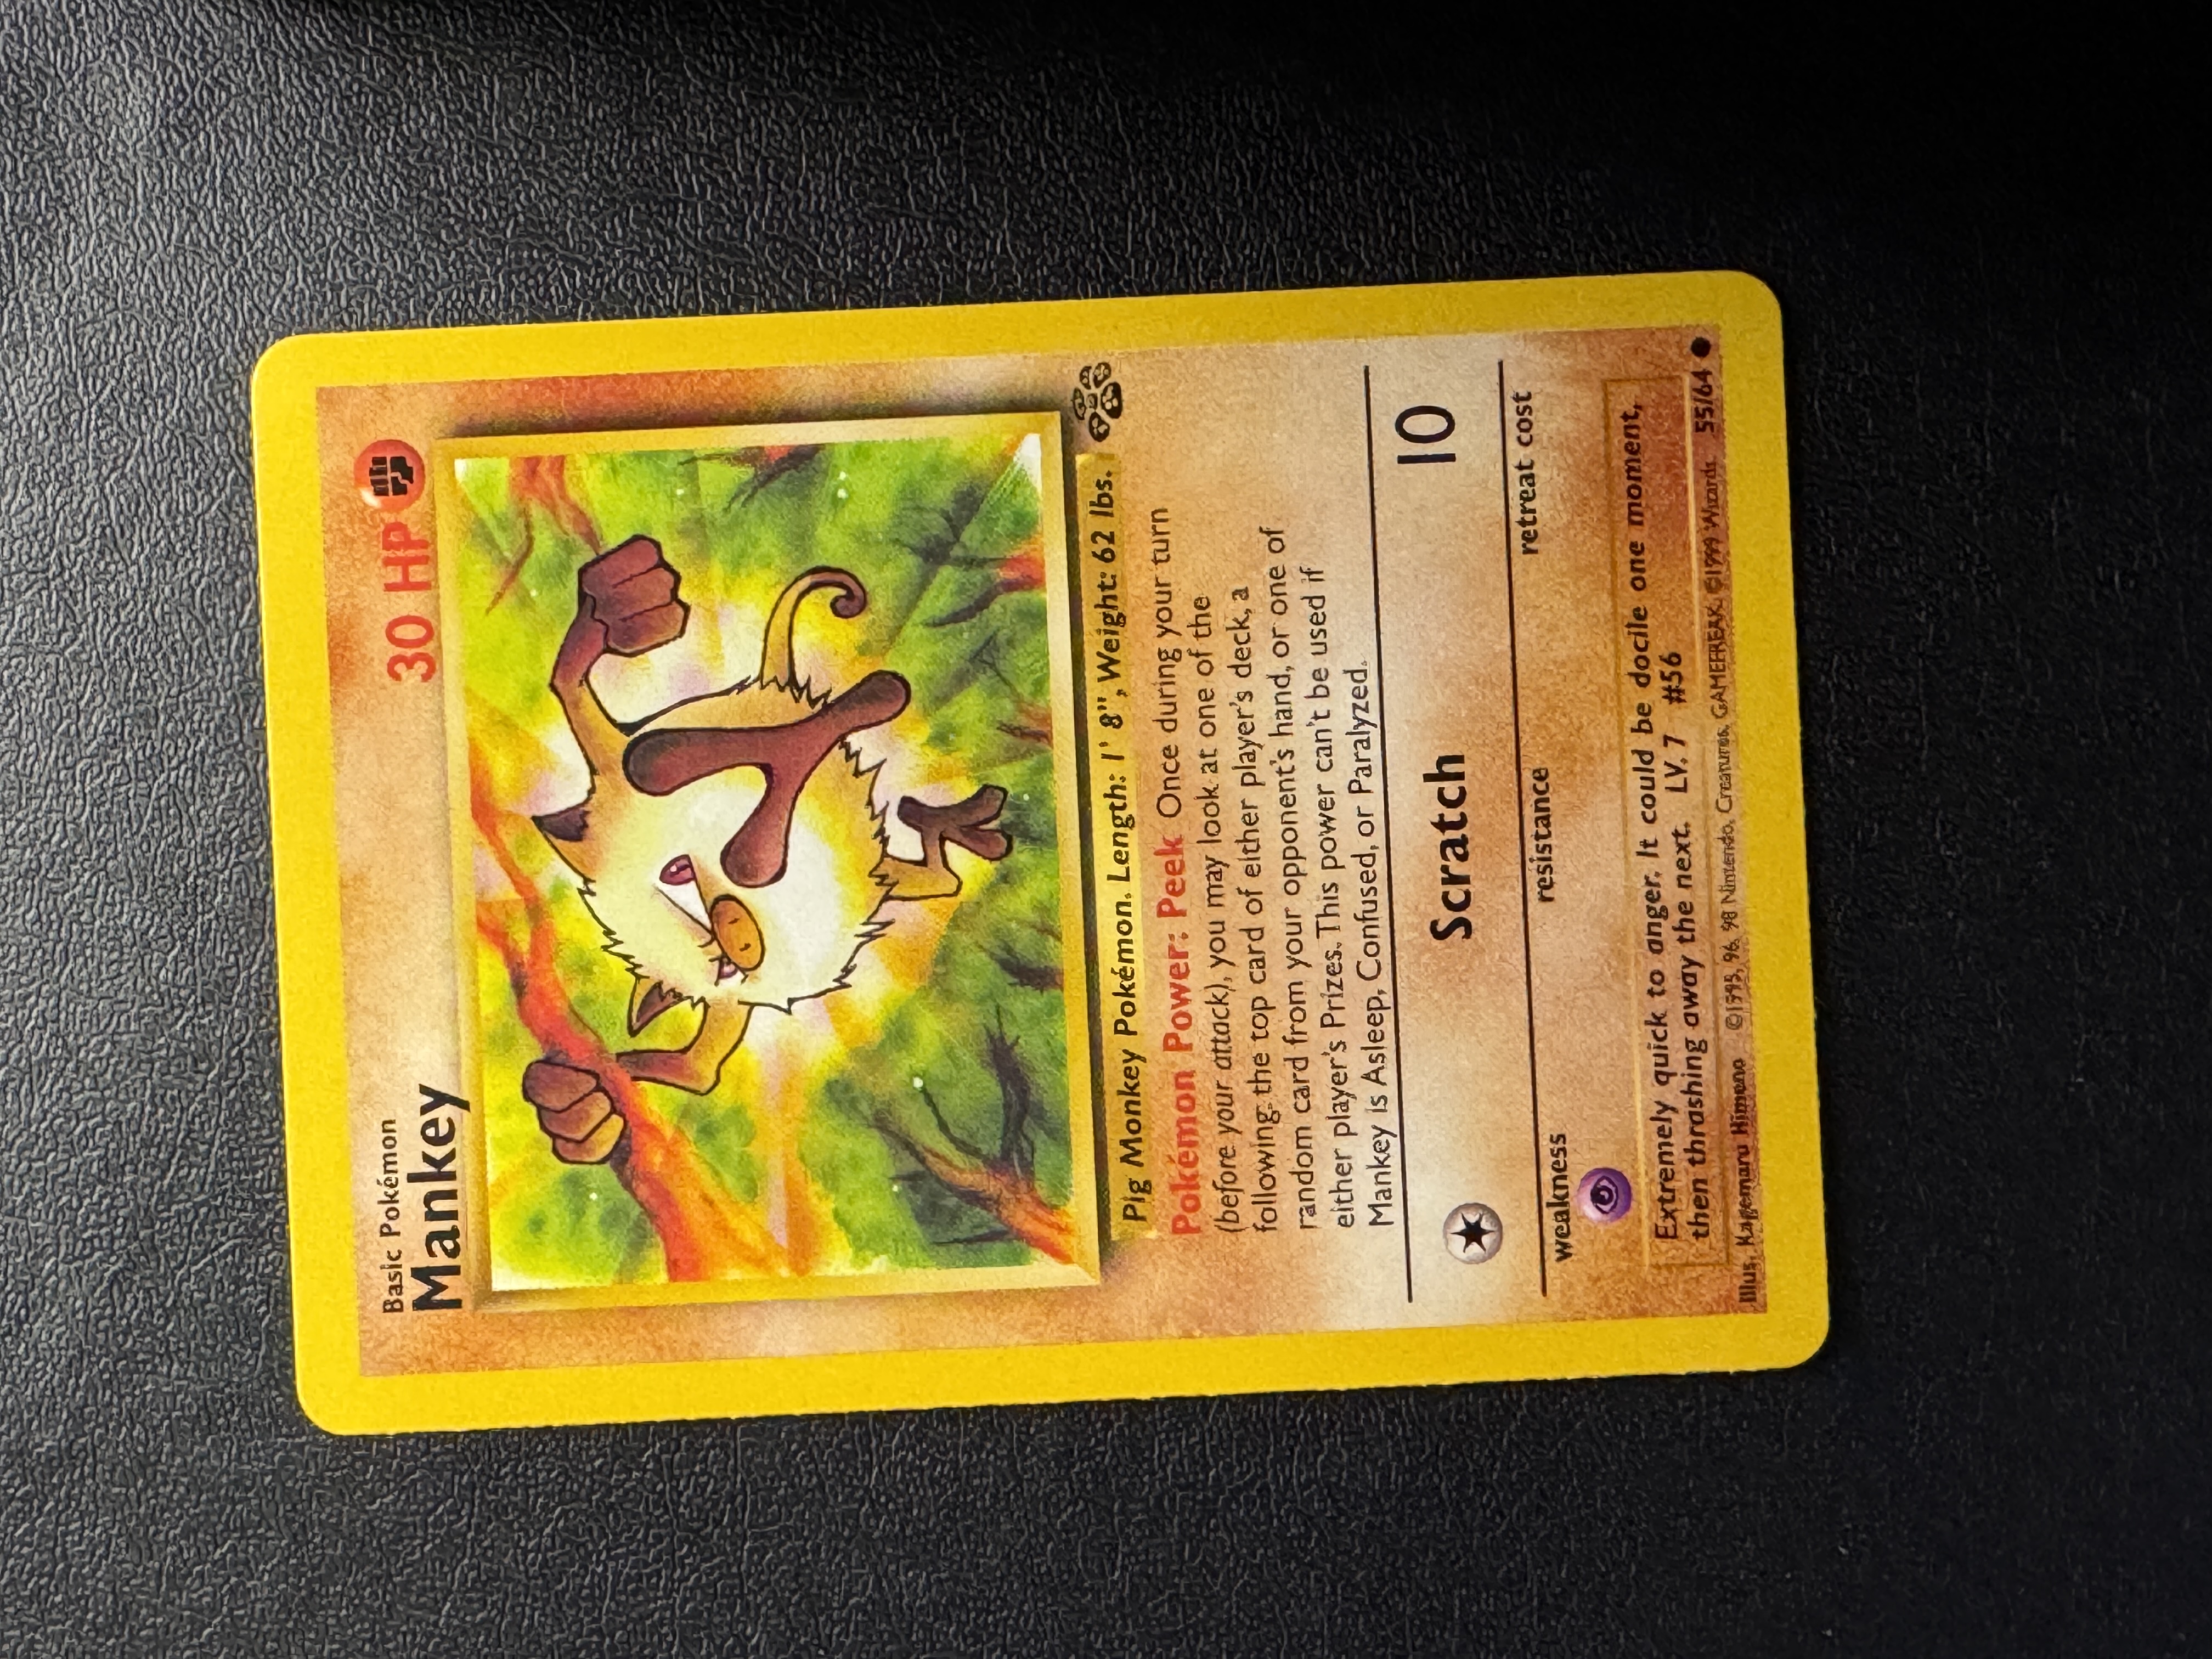 Basic Pokémon
Mankey
30 HP
Pig Monkey Pokémon. Length: 1' 8", Weight: 62 lbs.
Pokémon Power: Peek Once during your turn
(before your attack), you may look at one of the
following: the top card of either player's deck, a
random card from your opponent's hand, or one of
either player's Prizes. This power can't be used if
Mankey is Asleep, Confused, or Paralyzed.
Scratch 10
weakness resistance retreat cost
Extremely quick to anger. It could be docile one moment,
then thrashing away the next. LV. 7 #56
Illus. Kagemaru Himeno ©1995, 96, 98 Nintendo, Creatures, GAMEFREAK. ©1999 Wizards. 55/64